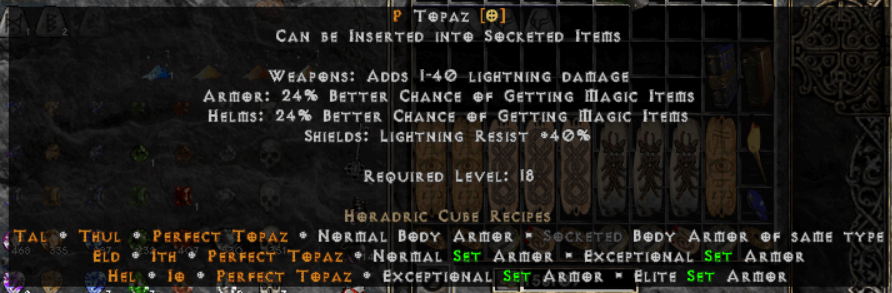 P Topaz [⊕]
Can be Inserted into Socketed Items
Weapons: Adds 1-40 lightning damage
Armor: 24% Better Chance of Getting Magic Items
Helms: 24% Better Chance of Getting Magic Items
Shields: Lightning Resist +40%
Required Level: 18
Horadric Cube Recipes
Tal + Thul + Perfect Topaz + Normal Body Armor = Socketed Body Armor of same type
Eld + Ith + Perfect Topaz + Normal Set Armor = Exceptional Set Armor
Hel + Io + Perfect Topaz + Exceptional Set Armor = Elite Set Armor